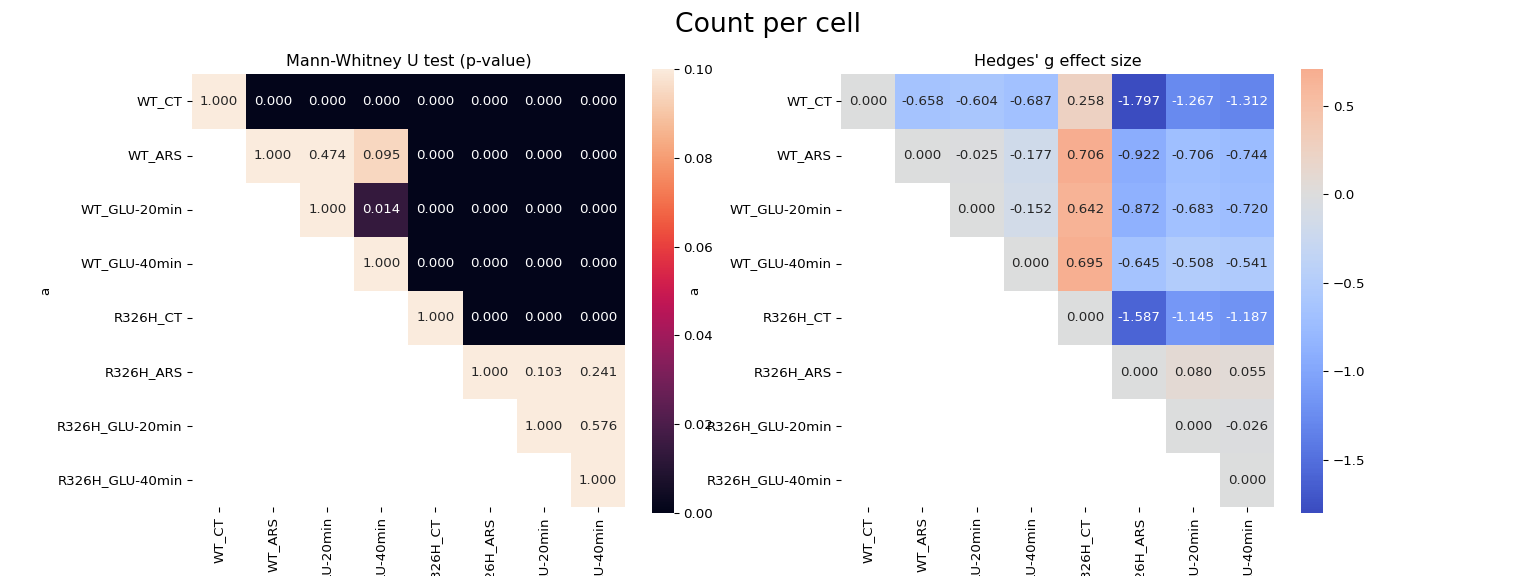 Count per cell
Mann-Whitney U test (p-value)
WT_CT
1.000 0.000 0.000 0.000 0.000 0.000 0.000 0.000
WT_ARS
1.000 0.474 0.095 0.000 0.000 0.000 0.000
WT_GLU-20min
1.000 0.014 0.000 0.000 0.000 0.000
WT_GLU-40min
1.000 0.000 0.000 0.000 0.000
R326H_CT
1.000 0.000 0.000 0.000
R326H_ARS
1.000 0.103 0.241
R326H_GLU-20min
1.000 0.576
R326H_GLU-40min
1.000
a
WT_CT
WT_ARS
U-20min
U-40min
326H_CT
26H_ARS
U-20min
U-40min
0.10
0.08
0.06
0.04
0.02
0.00
Hedges' g effect size
WT_CT
0.000 -0.658 -0.604 -0.687 0.258 -1.797 -1.267 -1.312
WT_ARS
0.000 -0.025 -0.177 0.706 -0.922 -0.706 -0.744
WT_GLU-20min
0.000 -0.152 0.642 -0.872 -0.683 -0.720
WT_GLU-40min
0.000 0.695 -0.645 -0.508 -0.541
R326H_CT
0.000 -1.587 -1.145 -1.187
R326H_ARS
0.000 0.080 0.055
R326H_GLU-20min
0.000 -0.026
R326H_GLU-40min
0.000
a
WT_CT
WT_ARS
U-20min
U-40min
326H_CT
26H_ARS
U-20min
U-40min
0.5
0.0
−0.5
−1.0
−1.5